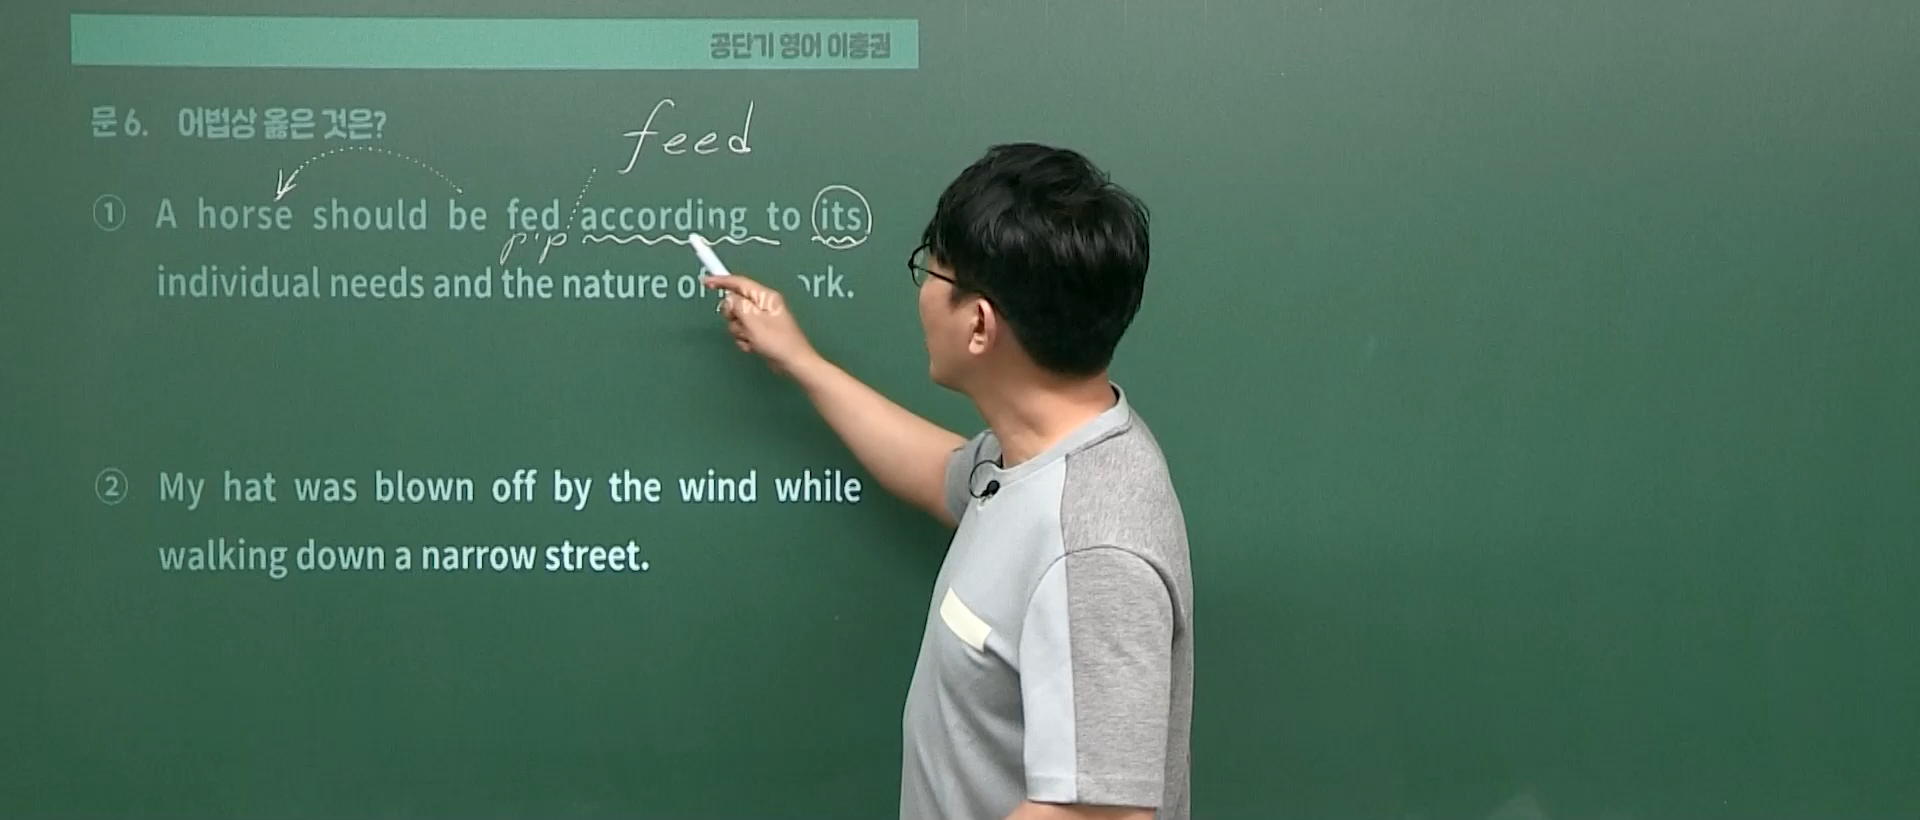 공단기 영어 이충권
문 6. 어법상 옳은 것은?
feed
① A horse should be fed according to its
p.p
individual needs and the nature of
② My hat was blown off by the wind while
walking down a narrow street.